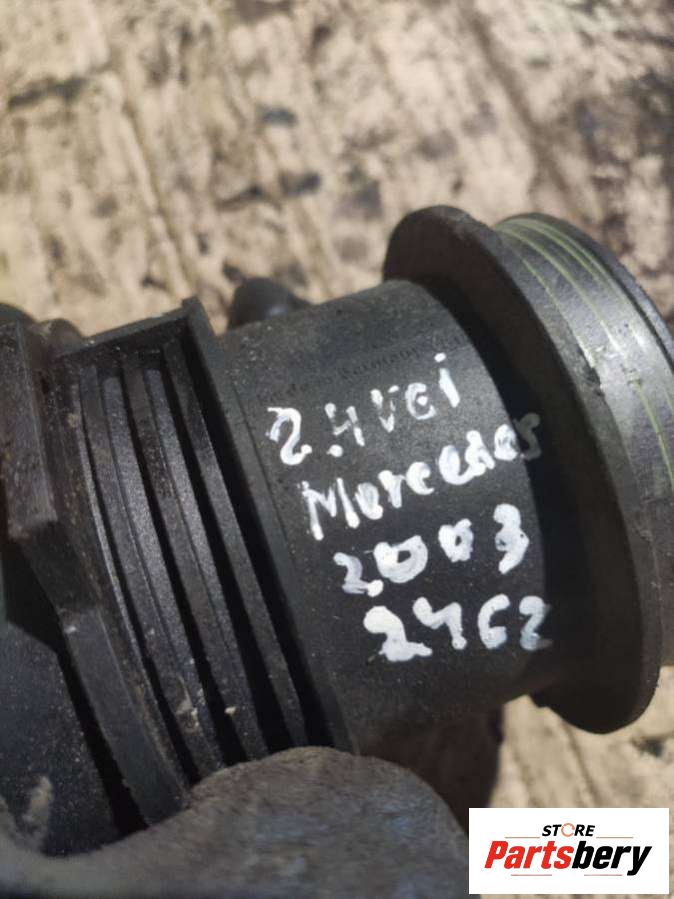 2.4 VEi
Mercedes
2003
2462
STORE
Partsbery